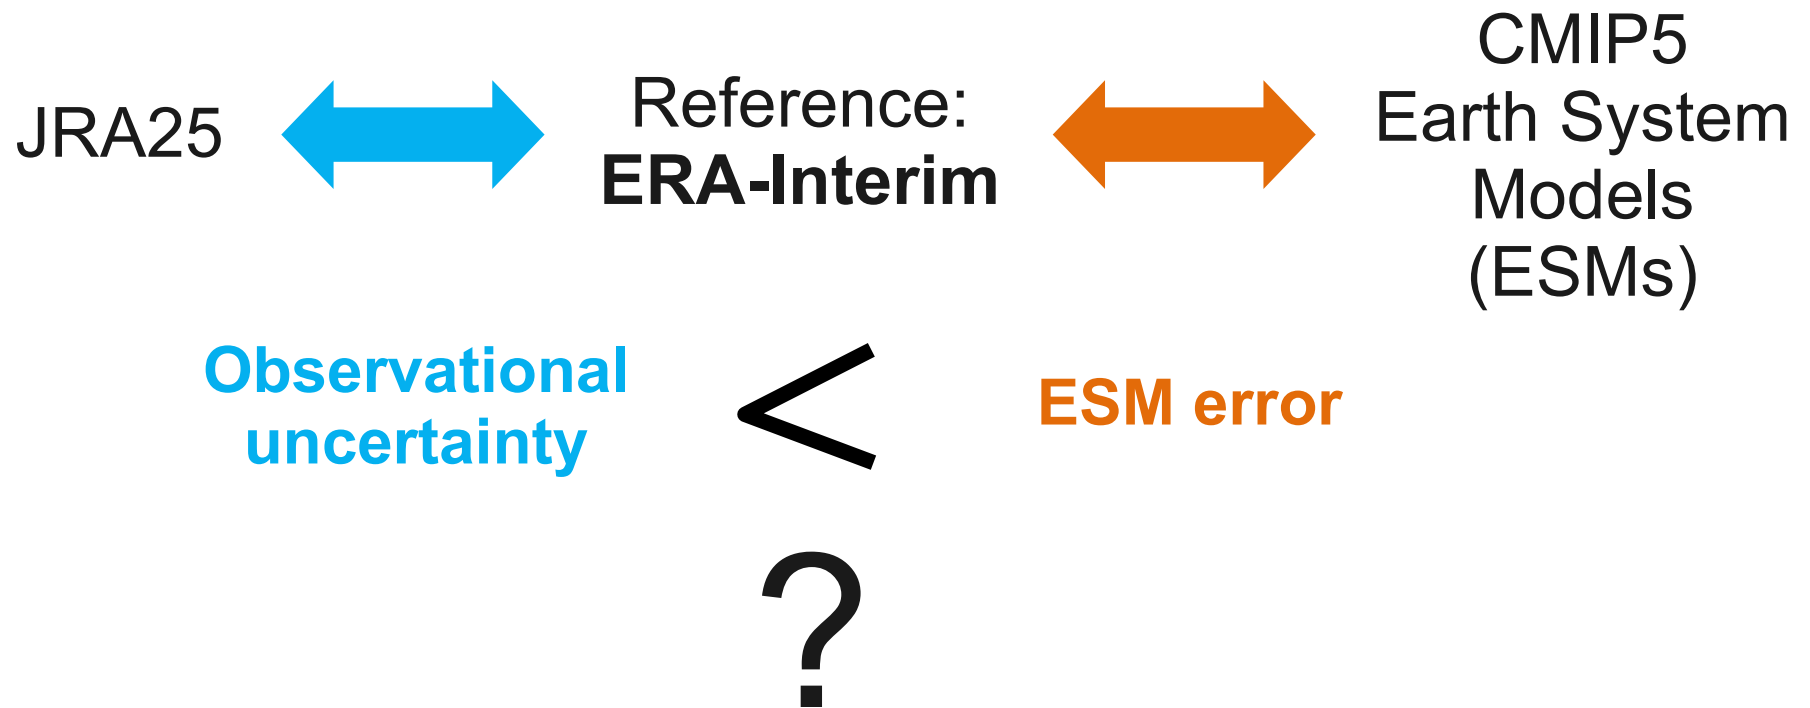 JRA25
Reference:
ERA-Interim
CMIP5
Earth System
Models
(ESMs)
Observational
uncertainty
<
ESM error
?